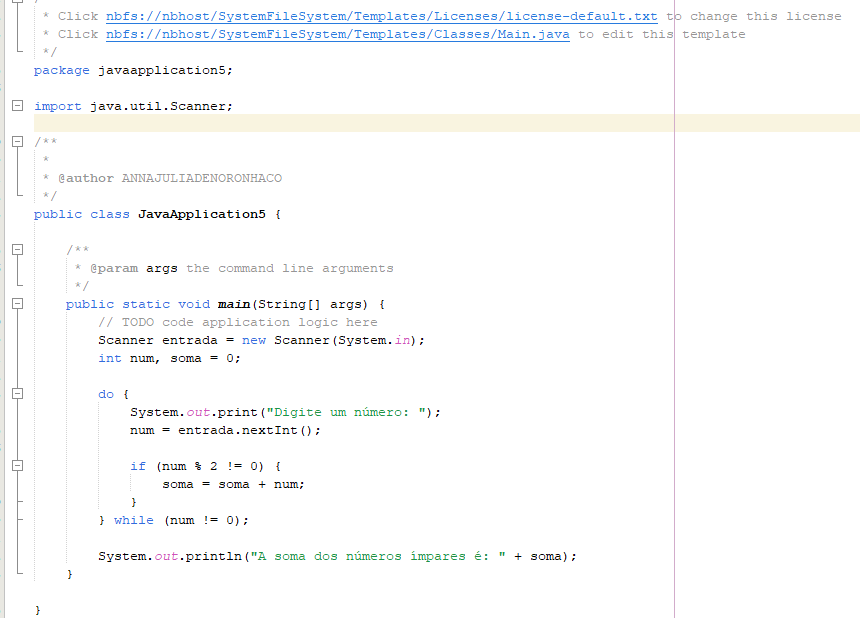 * Click nbfs://nbhost/SystemFileSystem/Templates/Licenses/license-default.txt to change this license
* Click nbfs://nbhost/SystemFileSystem/Templates/Classes/Main.java to edit this template
*/
package javaapplication5;
import java.util.Scanner;
/**
*
* @author ANNAJULIADENORONHACO
*/
public class JavaApplication5 {
/**
* @param args the command line arguments
*/
public static void main(String[] args) {
// TODO code application logic here
Scanner entrada = new Scanner(System.in);
int num, soma = 0;
do {
System.out.print("Digite um número: ");
num = entrada.nextInt();
if (num % 2 != 0) {
soma = soma + num;
}
} while (num != 0);
System.out.println("A soma dos números ímpares é: " + soma);
}
}